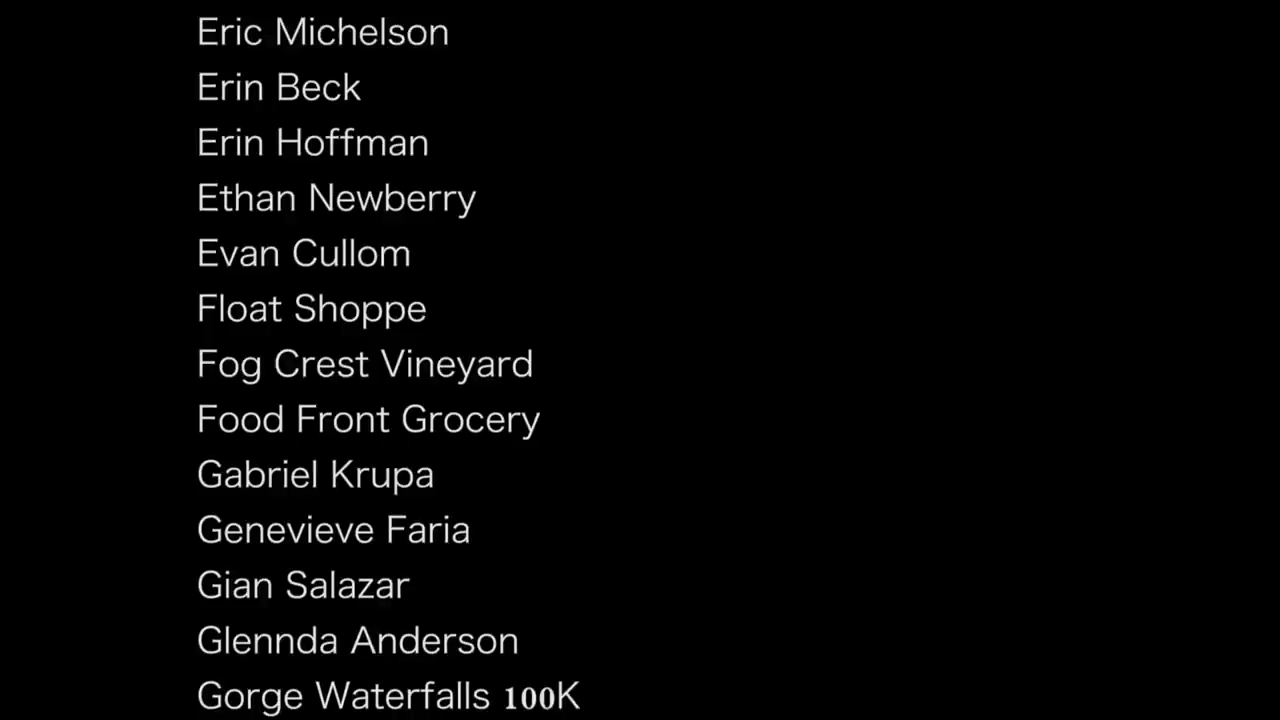 Eric Michelson
Erin Beck
Erin Hoffman
Ethan Newberry
Evan Cullom
Float Shoppe
Fog Crest Vineyard
Food Front Grocery
Gabriel Krupa
Genevieve Faria
Gian Salazar
Glennda Anderson
Gorge Waterfalls 100K